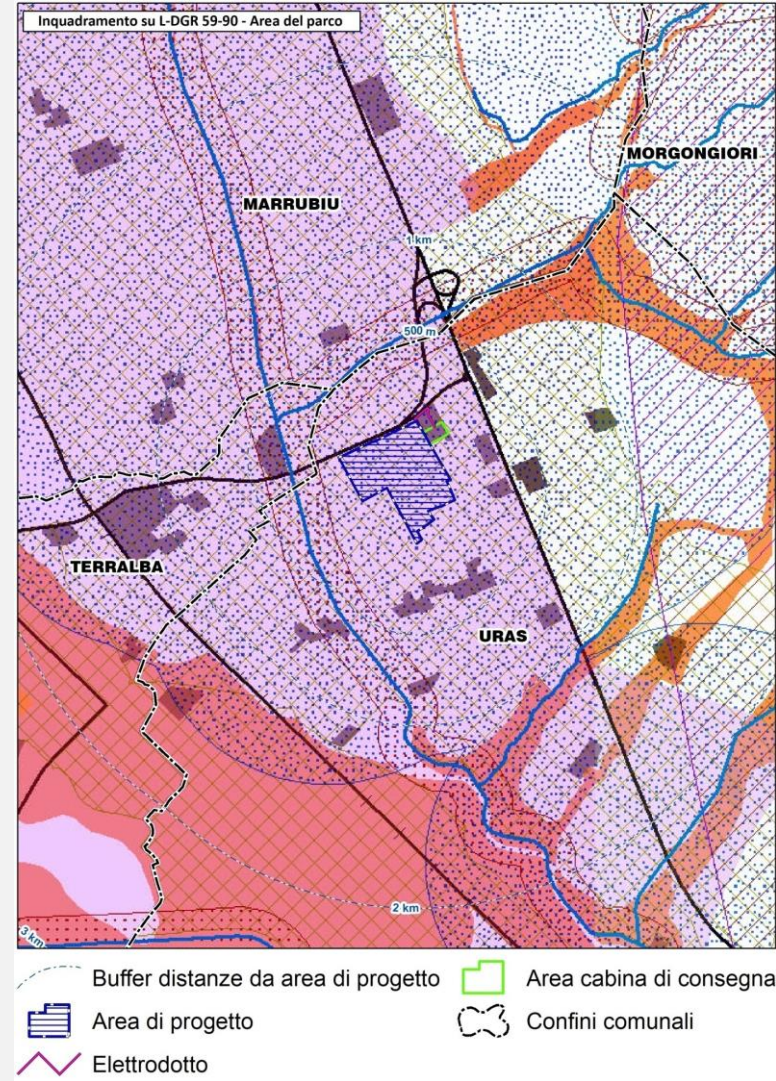 Inquadramento su L-DGR 59-90 - Area del parco
MORGONGIORI
MARRUBIU
1 km
500 m
TERRALBA
URAS
2 km
3 km
Buffer distanze da area di progetto
Area cabina di consegna
Area di progetto
Confini comunali
Elettrodotto